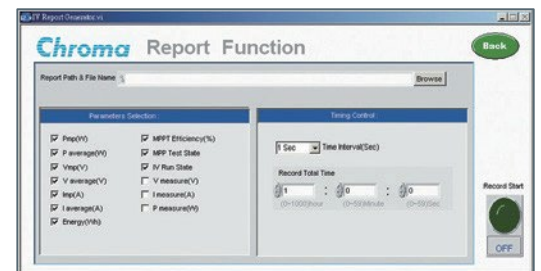 IV Report Generator.vi
Chroma Report Function
Back
Report Path & File Name
Browse
Parameters Selection :
Timing Control :
Pmp(W)
MPPT Efficiency(%)
P average(W)
MPP Test State
Vmp(V)
IV Run State
V average(V)
V measure(V)
Imp(A)
I measure(A)
I average(A)
P measure(W)
Energy(Wh)
1 Sec Time Interval(Sec)
Record Total Time
1 : 0 : 0
(0~1000)hour (0~59)Minute (0~59)Sec
Record Start
OFF